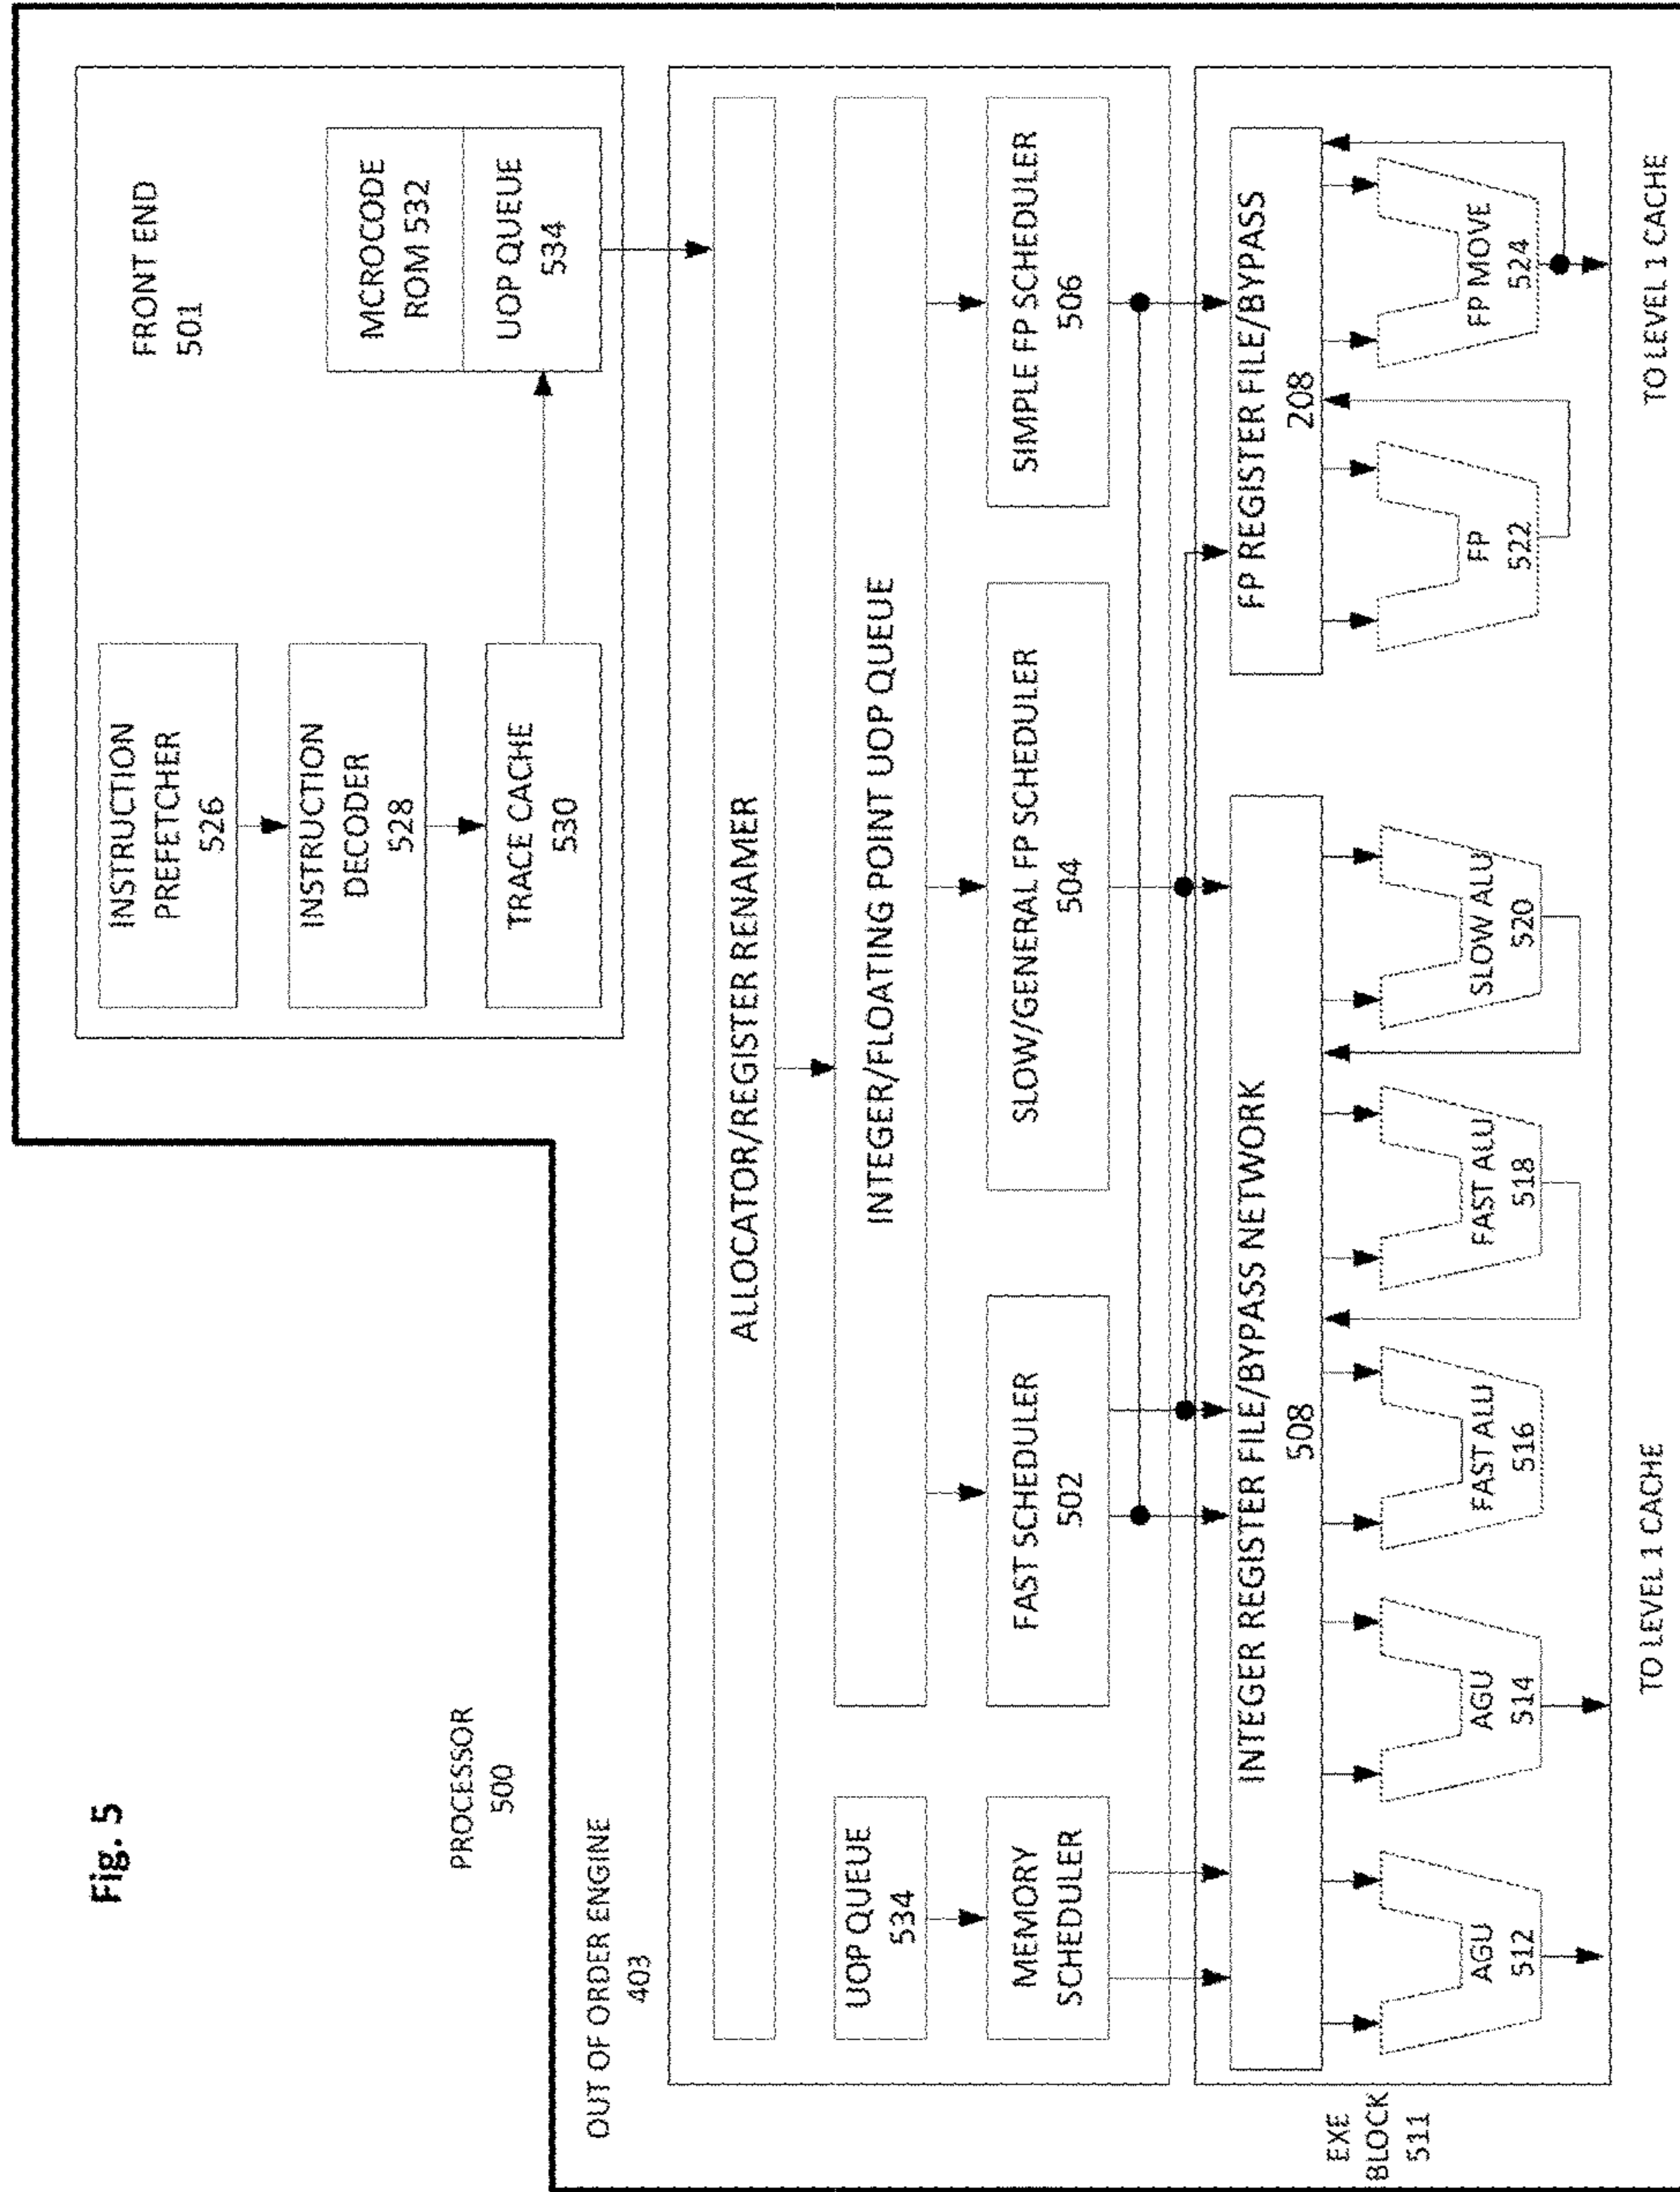 Fig. 5
PROCESSOR
500
FRONT END
501
INSTRUCTION
PREFETCHER
526
INSTRUCTION
DECODER
528
TRACE CACHE
530
MCROCODE
ROM 532
UOP QUEUE
534
OUT OF ORDER ENGINE
403
ALLOCATOR/REGISTER RENAMER
UOP QUEUE
534
INTEGER/FLOATING POINT UOP QUEUE
MEMORY
SCHEDULER
FAST SCHEDULER
502
SLOW/GENERAL FP SCHEDULER
504
SIMPLE FP SCHEDULER
506
EXE
BLOCK
511
INTEGER REGISTER FILE/BYPASS NETWORK
508
FP REGISTER FILE/BYPASS
208
AGU
512
AGU
514
FAST ALU
516
FAST ALU
518
SLOW ALU
520
FP
522
FP MOVE
524
TO LEVEL 1 CACHE
TO LEVEL 1 CACHE